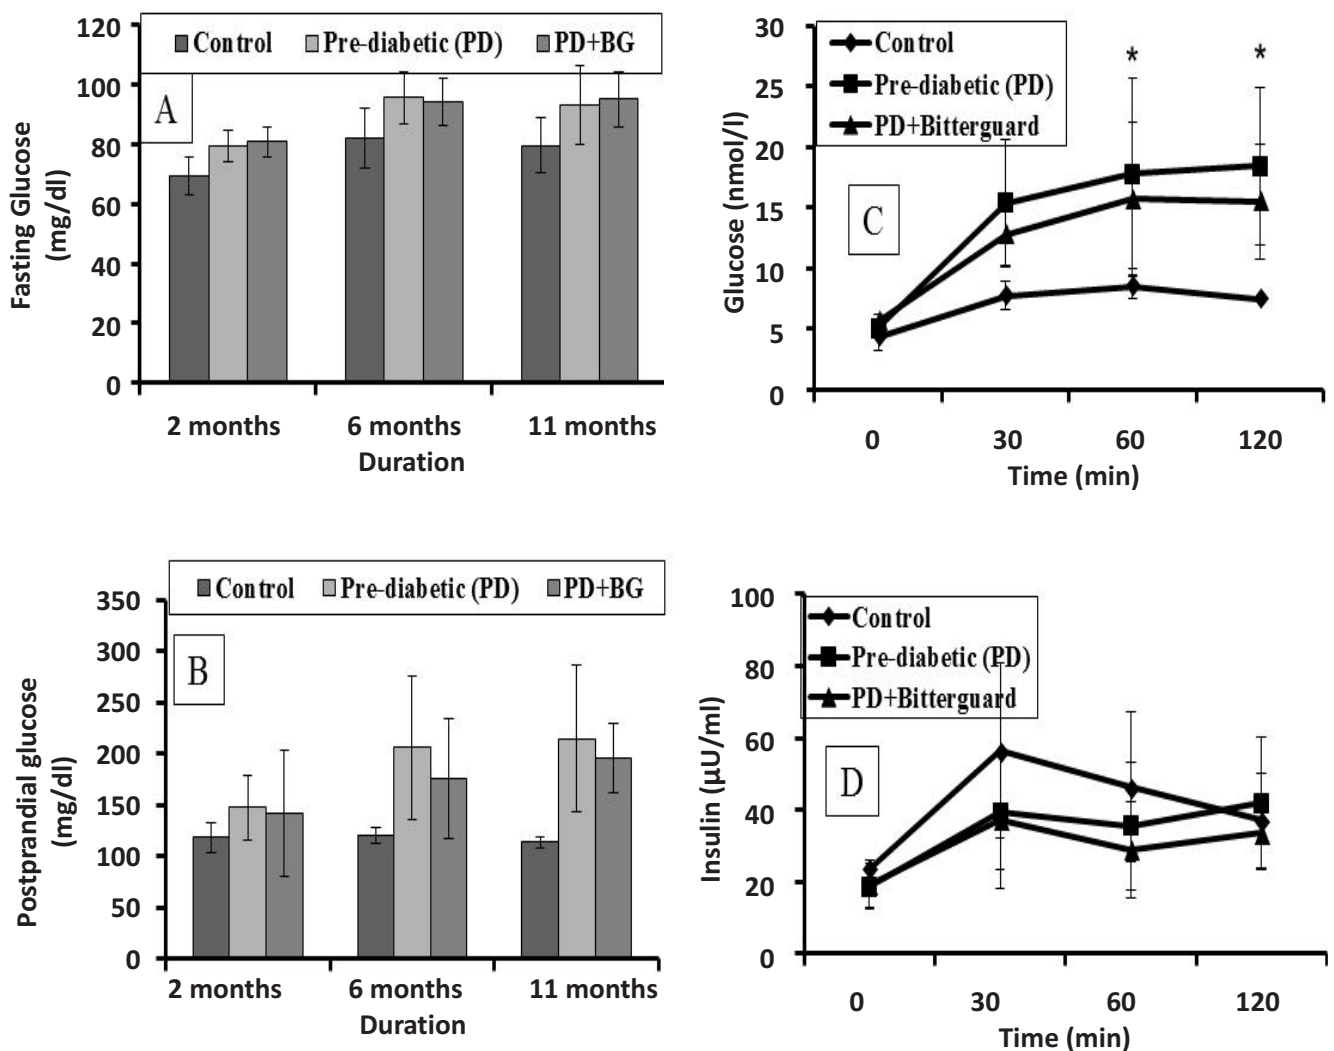 120
100
80
60
40
20
0
Fasting Glucose
(mg/dl)
Control Pre-diabetic (PD) PD+BG
A
2 months 6 months 11 months
Duration
30
25
20
15
10
5
0
Glucose (nmol/l)
Control
Pre-diabetic (PD)
PD+Bitterguard
* *
C
0 30 60 120
Time (min)
350
300
250
200
150
100
50
0
Postprandial glucose
(mg/dl)
Control Pre-diabetic (PD) PD+BG
B
2 months 6 months 11 months
Duration
100
80
60
40
20
0
Insulin (µU/ml)
Control
Pre-diabetic (PD)
PD+Bitterguard
D
0 30 60 120
Time (min)